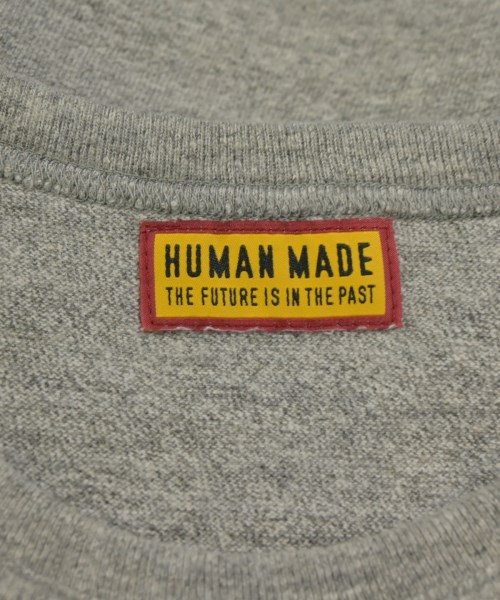 HUMAN MADE
THE FUTURE IS IN THE PAST